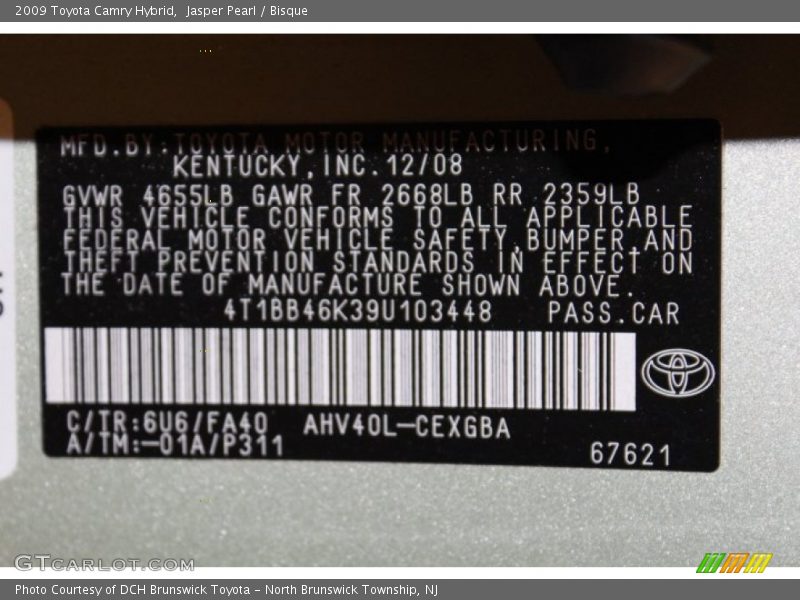 2009 Toyota Camry Hybrid, Jasper Pearl / Bisque
MFD.BY:TOYOTA MOTOR MANUFACTURING,
KENTUCKY,INC.12/08
GVWR 4655LB GAWR FR 2668LB RR 2359LB
THIS VEHICLE CONFORMS TO ALL APPLICABLE
FEDERAL MOTOR VEHICLE SAFETY,BUMPER,AND
THEFT PREVENTION STANDARDS IN EFFECT ON
THE DATE OF MANUFACTURE SHOWN ABOVE.
4T1BB46K39U103448 PASS.CAR
C/TR:6U6/FA40 AHV40L-CEXGBA
A/TM:-01A/P311 67621
GTCARLOT.COM
Photo Courtesy of DCH Brunswick Toyota - North Brunswick Township, NJ